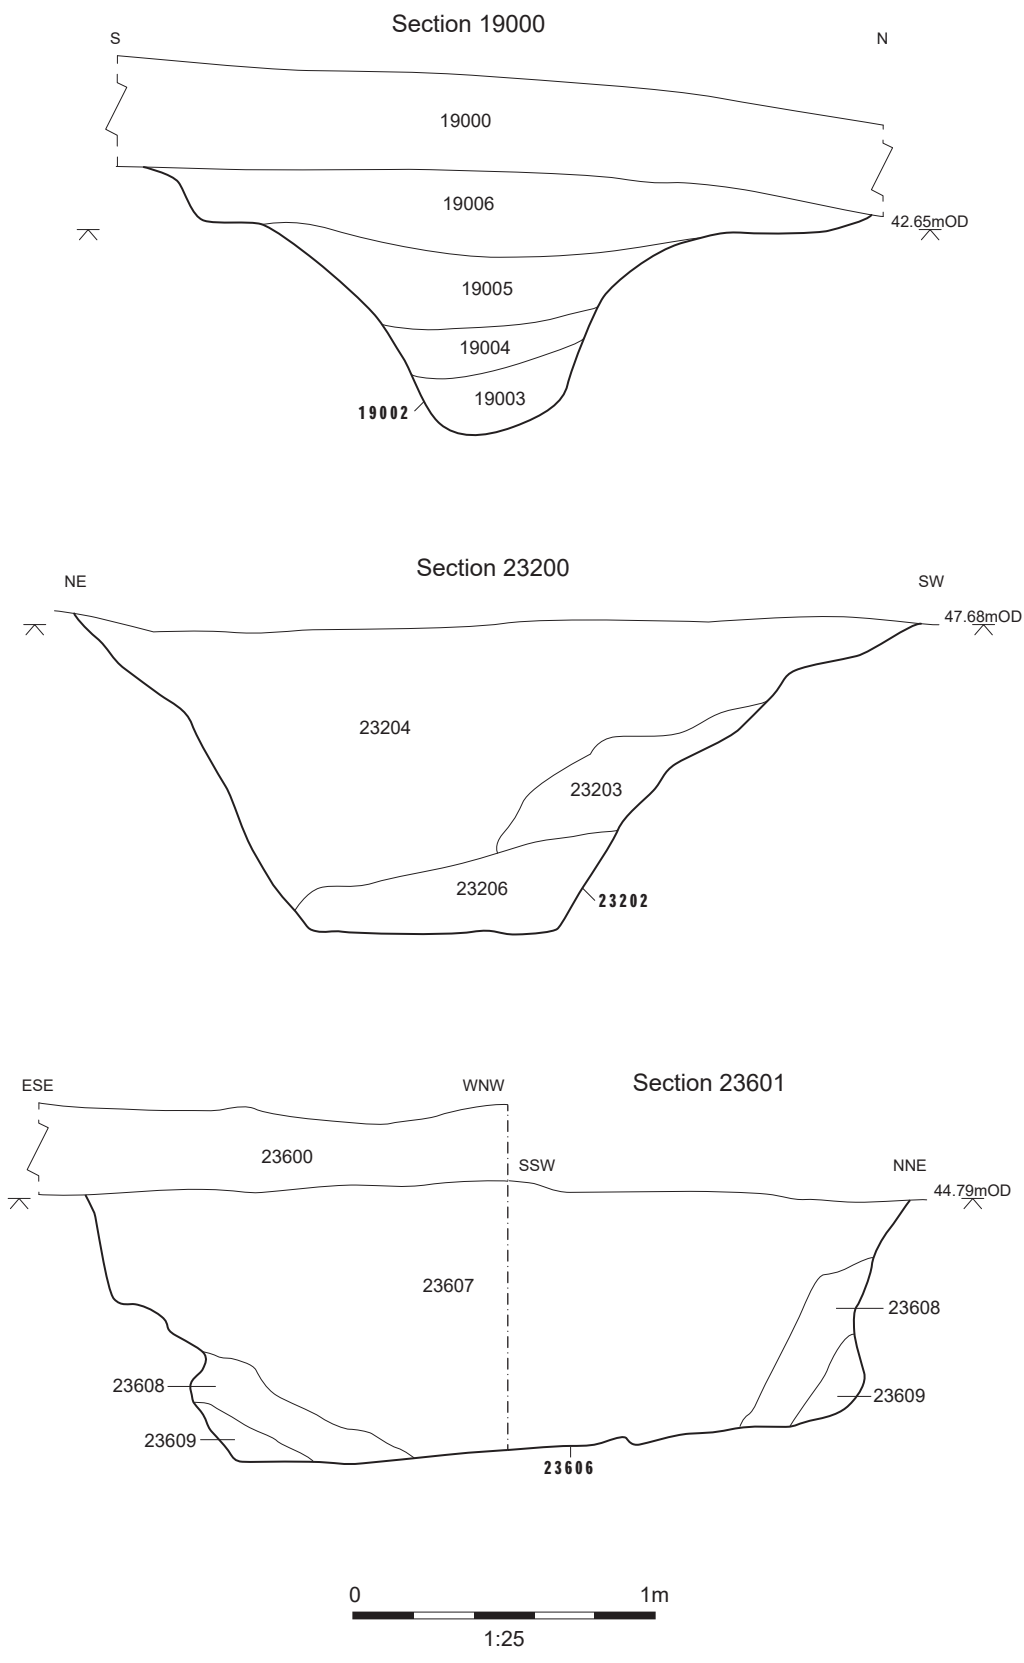 Section 19000
S
N
19000
19006
42.65mOD
19005
19004
19003
19002
Section 23200
NE
SW
47.68mOD
23204
23203
23206
23202
ESE
WNW
Section 23601
23600
SSW
NNE
44.79mOD
23607
23608
23608
23609
23609
23606
0
1m
1:25